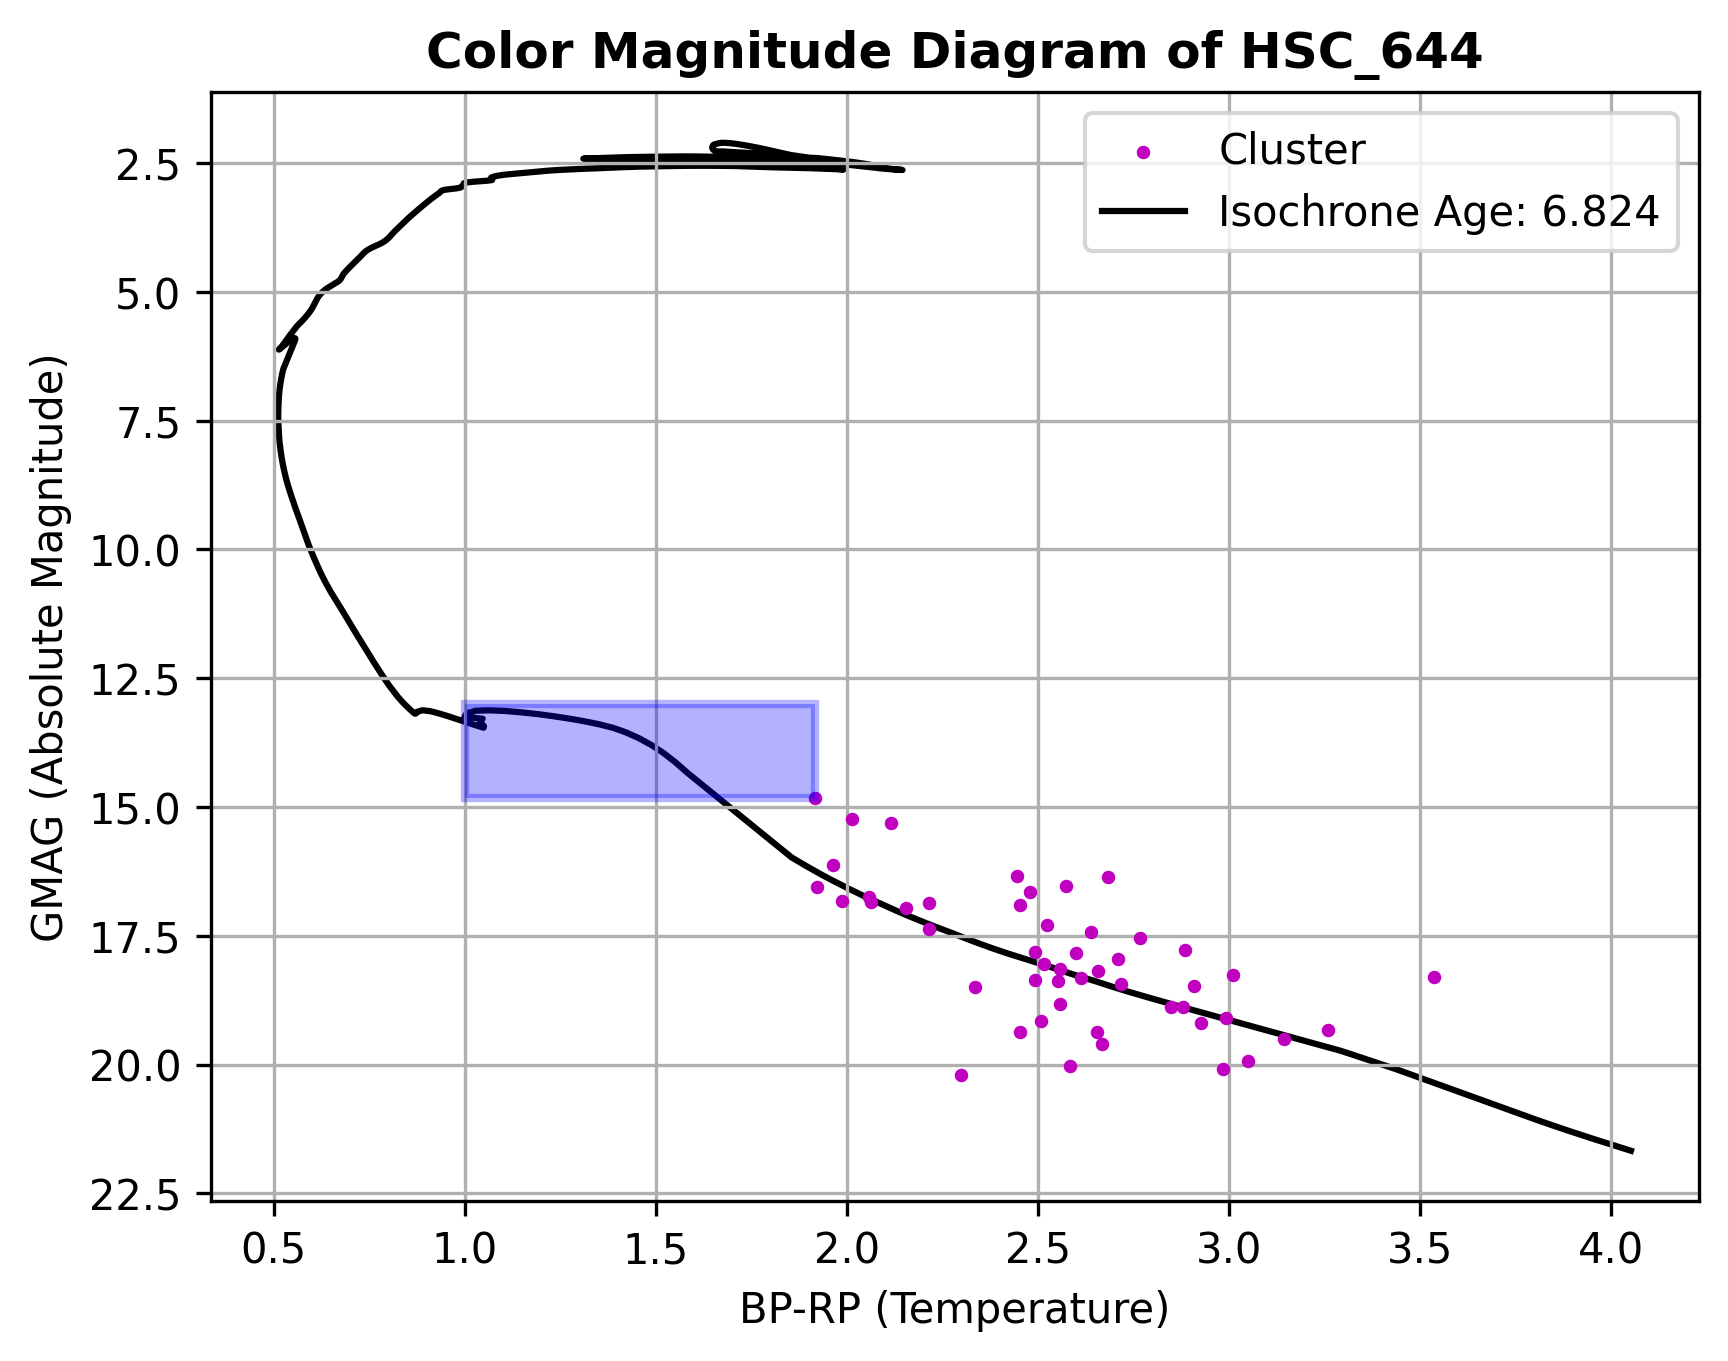 Color Magnitude Diagram of HSC_644
Cluster
Isochrone Age: 6.824
GMAG (Absolute Magnitude)
2.5
5.0
7.5
10.0
12.5
15.0
17.5
20.0
22.5
0.5 1.0 1.5 2.0 2.5 3.0 3.5 4.0
BP-RP (Temperature)